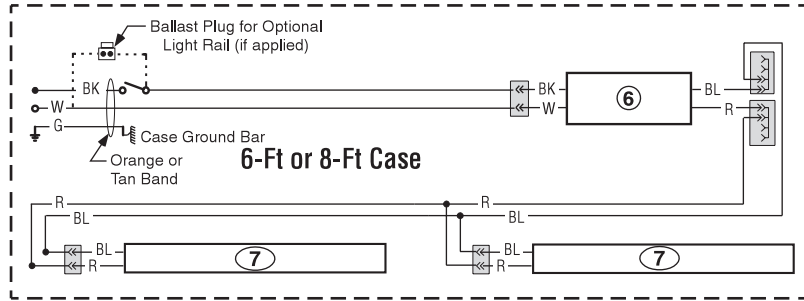 Ballast Plug for Optional
Light Rail (if applied)
BK
BK
BL
6
W
W
R
G
Case Ground Bar
Orange or
Tan Band
6-Ft or 8-Ft Case
R
R
BL
BL
BL
7
R
BL
7
R